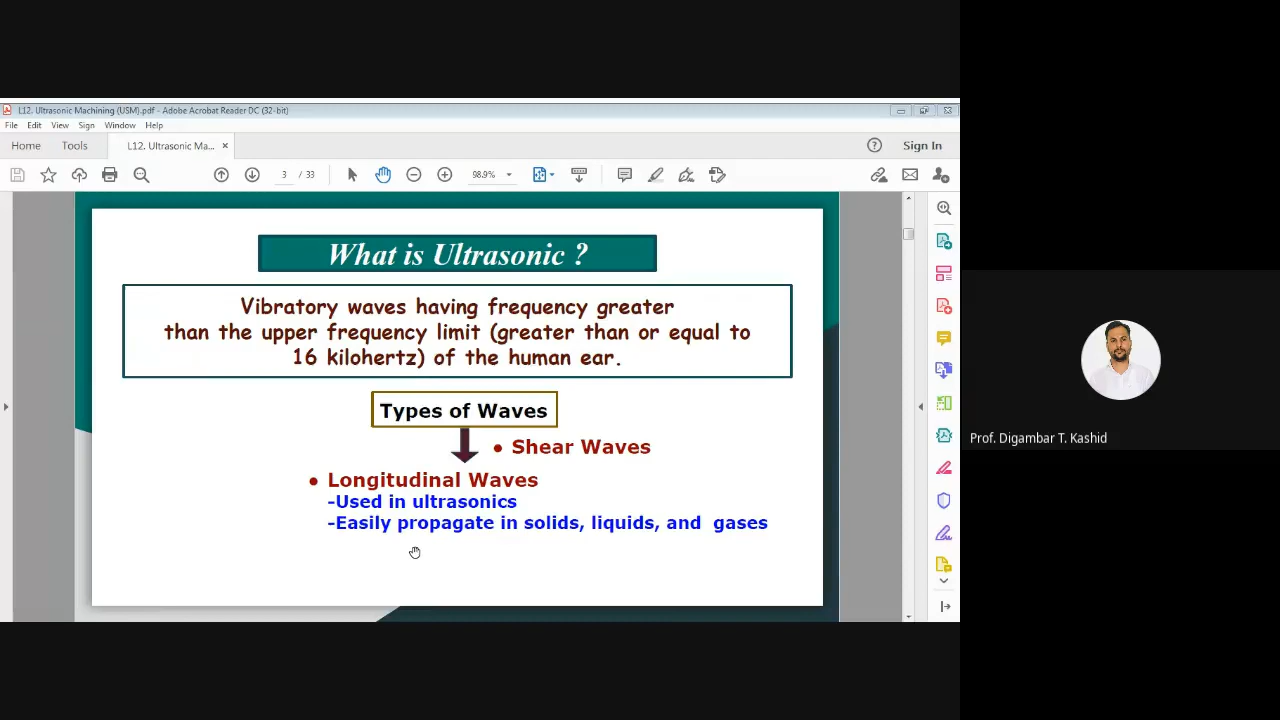 L12. Ultrasonic Machining (USM).pdf - Adobe Acrobat Reader DC (32-bit)
File Edit View Sign Window Help
Home Tools L12. Ultrasonic Ma... × Sign In
3 / 33 98.9%
What is Ultrasonic ?
Vibratory waves having frequency greater
than the upper frequency limit (greater than or equal to
16 kilohertz) of the human ear.
Types of Waves
• Shear Waves
• Longitudinal Waves
-Used in ultrasonics
-Easily propagate in solids, liquids, and gases
Prof. Digambar T. Kashid